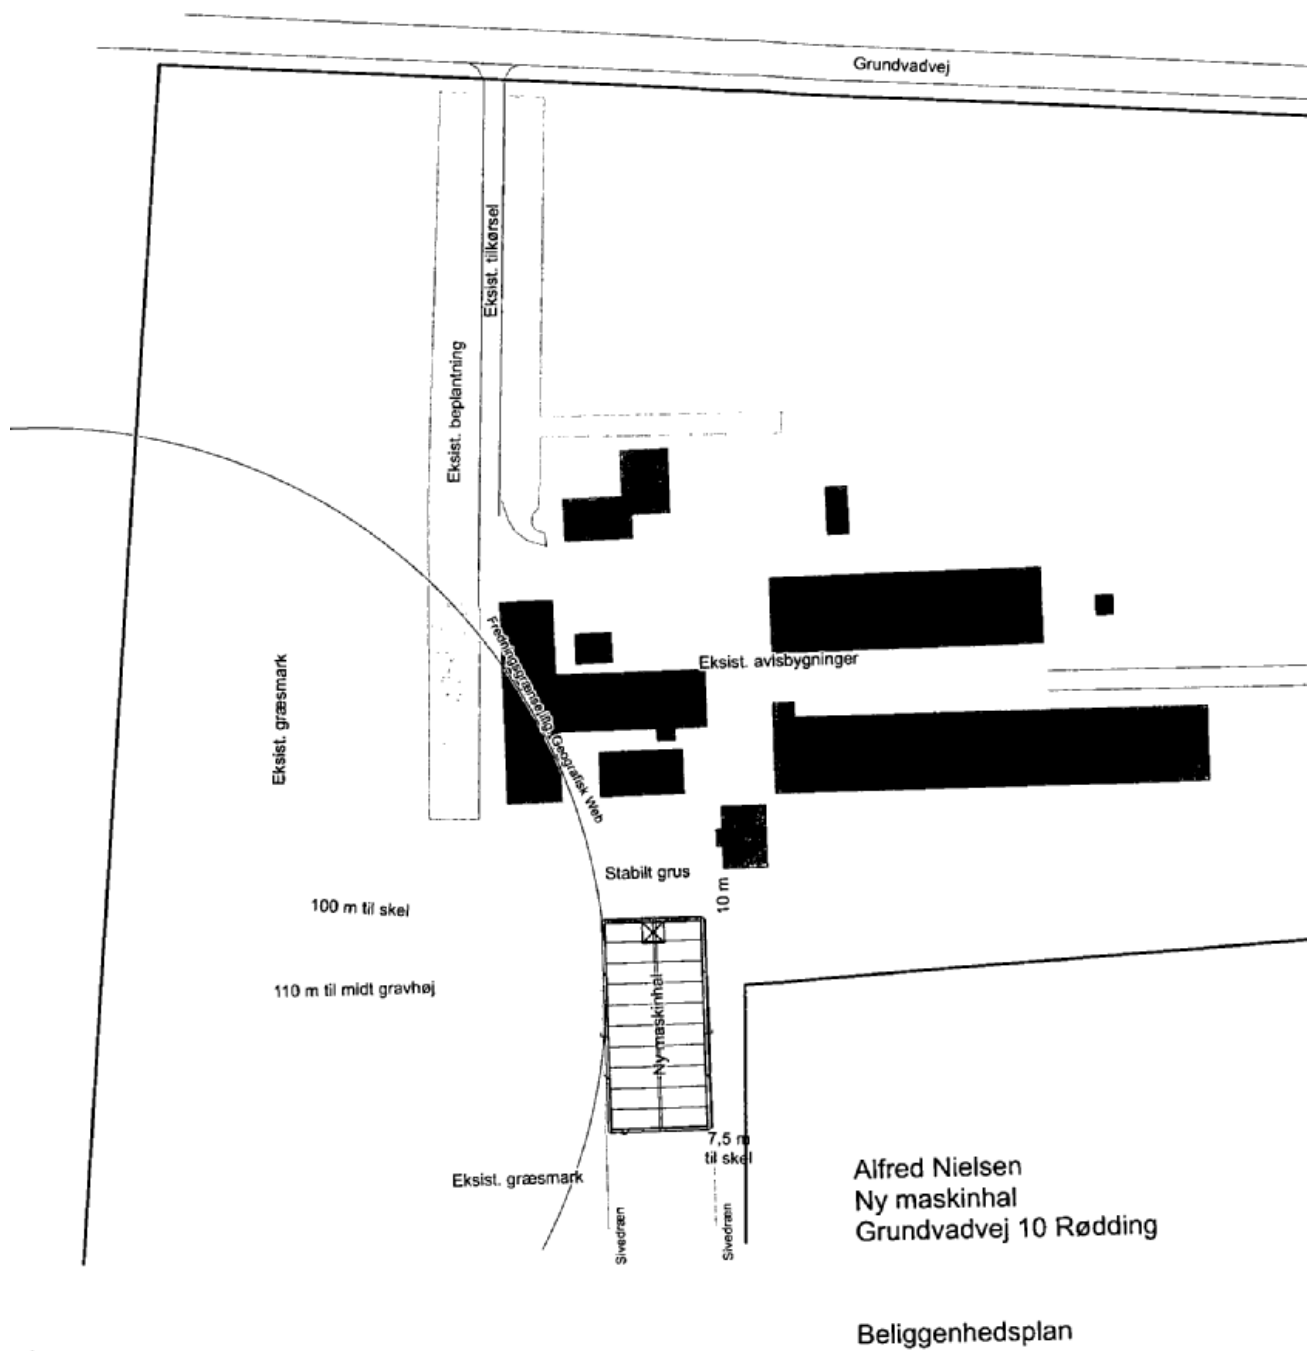 Grundvadvej
Eksist. tilkørsel
Eksist. beplantning
Fredningsgrænse iflg. Geografisk Web
Eksist. avlsbygninger
Eksist. græsmark
Stabilt grus
10 m
100 m til skel
110 m til midt gravhøj
Ny maskinhal
7,5 m
til skel
Eksist. græsmark
Sivedræn
Sivedræn
Alfred Nielsen
Ny maskinhal
Grundvadvej 10 Rødding
Beliggenhedsplan